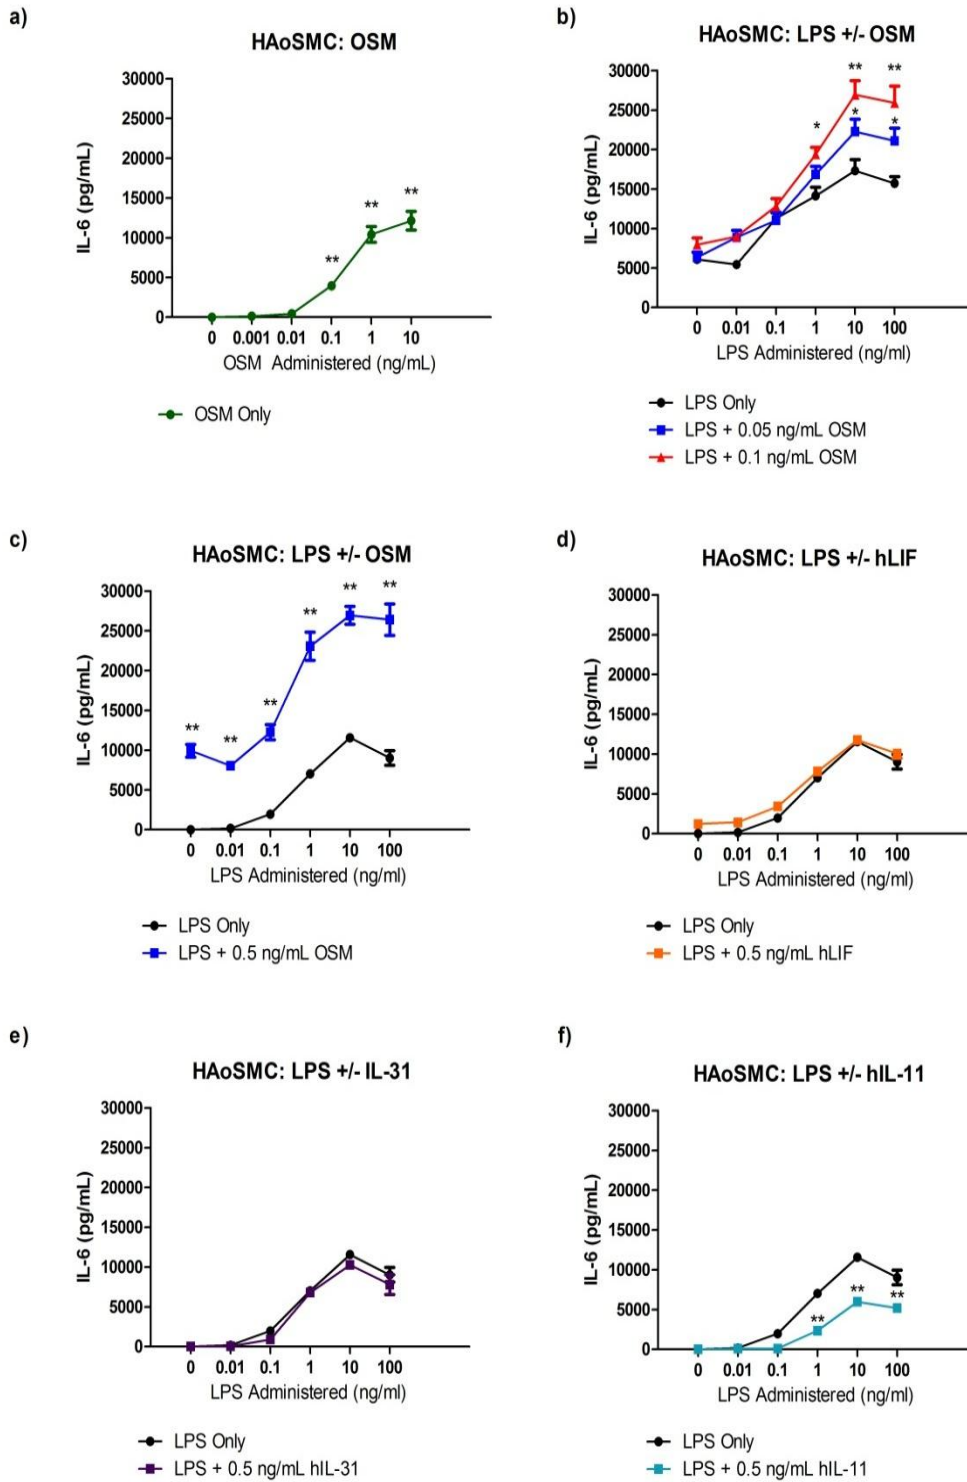 a)
HAoSMC: OSM
30000
25000
20000
15000
10000
5000
0
IL-6 (pg/mL)
**
**
**
0 0.001 0.01 0.1 1 10
OSM Administered (ng/mL)
OSM Only
b)
HAoSMC: LPS +/- OSM
30000
25000
20000
15000
10000
5000
0
IL-6 (pg/mL)
** **
*
*
*
0 0.01 0.1 1 10 100
LPS Administered (ng/ml)
LPS Only
LPS + 0.05 ng/mL OSM
LPS + 0.1 ng/mL OSM
c)
HAoSMC: LPS +/- OSM
30000
25000
20000
15000
10000
5000
0
IL-6 (pg/mL)
** ** ** ** ** **
0 0.01 0.1 1 10 100
LPS Administered (ng/ml)
LPS Only
LPS + 0.5 ng/mL OSM
d)
HAoSMC: LPS +/- hLIF
30000
25000
20000
15000
10000
5000
0
IL-6 (pg/mL)
0 0.01 0.1 1 10 100
LPS Administered (ng/ml)
LPS Only
LPS + 0.5 ng/mL hLIF
e)
HAoSMC: LPS +/- IL-31
30000
25000
20000
15000
10000
5000
0
IL-6 (pg/mL)
0 0.01 0.1 1 10 100
LPS Administered (ng/ml)
LPS Only
LPS + 0.5 ng/mL hIL-31
f)
HAoSMC: LPS +/- hIL-11
30000
25000
20000
15000
10000
5000
0
IL-6 (pg/mL)
** ** **
0 0.01 0.1 1 10 100
LPS Administered (ng/ml)
LPS Only
LPS + 0.5 ng/mL hIL-11